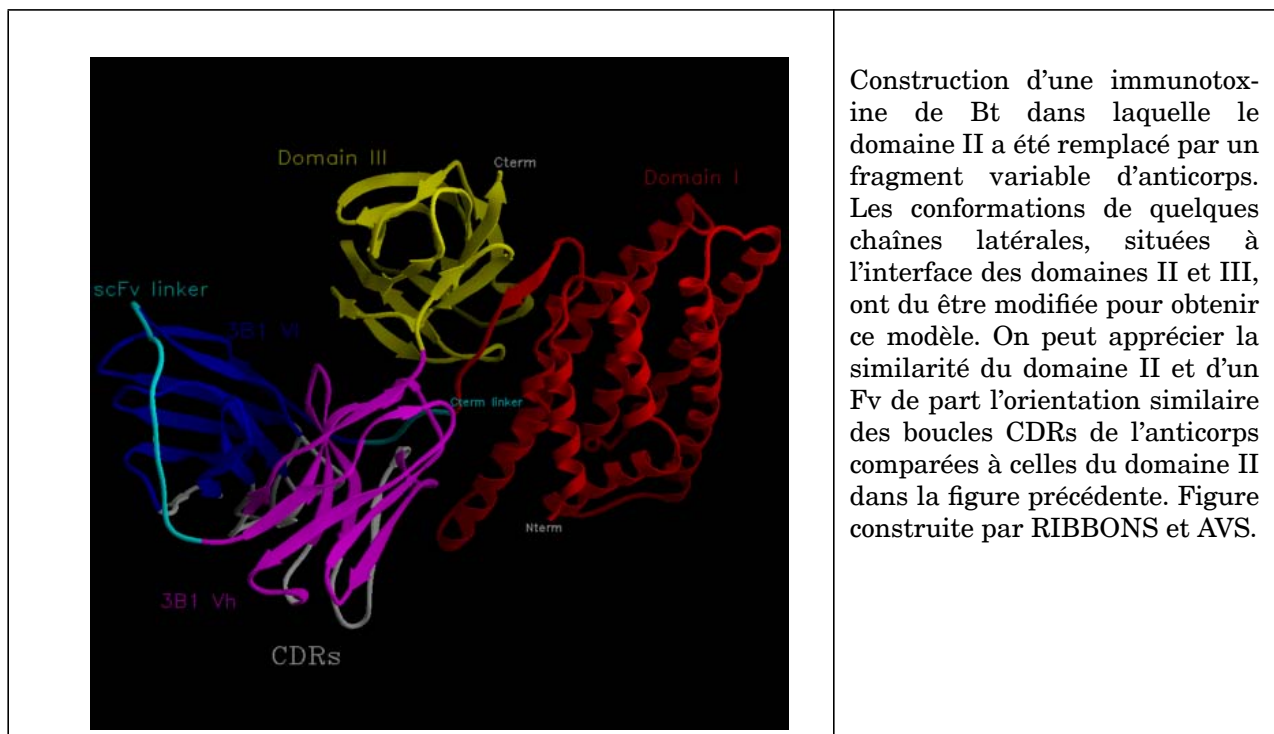 Domain III
Cterm
Domain I
scFv linker
3B1 Vl
Cterm linker
Nterm
3B1 Vh
CDRs
Construction d'une immunotox-
ine de Bt dans laquelle le
domaine II a été remplacé par un
fragment variable d'anticorps.
Les conformations de quelques
chaînes latérales, situées à
l'interface des domaines II et III,
ont du être modifiée pour obtenir
ce modèle. On peut apprécier la
similarité du domaine II et d'un
Fv de part l'orientation similaire
des boucles CDRs de l'anticorps
comparées à celles du domaine II
dans la figure précédente. Figure
construite par RIBBONS et AVS.